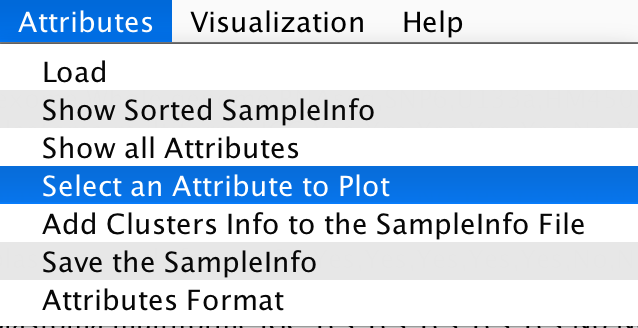 Attributes Visualization Help
Load
Show Sorted SampleInfo
Show all Attributes
Select an Attribute to Plot
Add Clusters Info to the SampleInfo File
Save the SampleInfo
Attributes Format